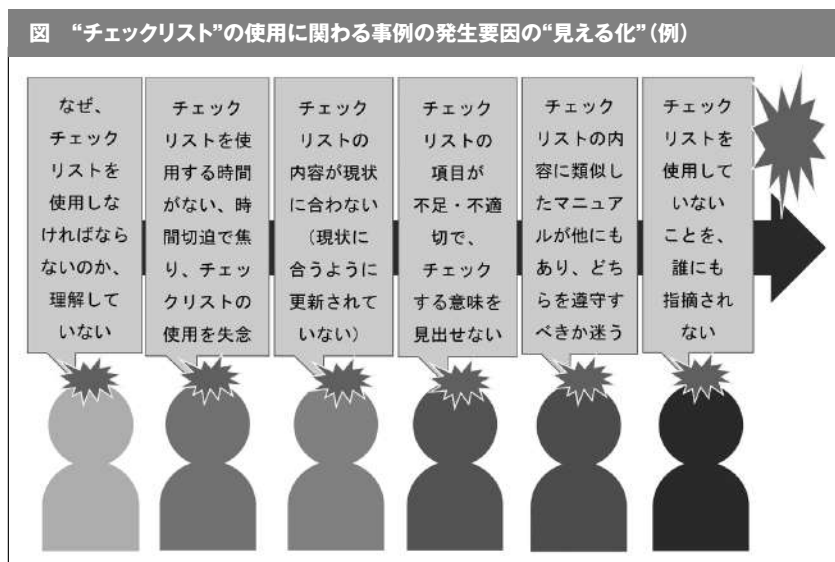 図 “チェックリスト”の使用に関わる事例の発生要因の“見える化”(例)
なぜ、
チェック
リストを
使用しな
ければなら
ないのか、
理解して
いない
チェック
リストを使
用する時間
がない、時
間切迫で焦
り、チェッ
クリストの
使用を失念
チェック
リストの
内容が現状
に合わない
(現状に
合うように
更新されて
いない)
チェック
リストの
項目が
不足・不適
切で、
チェック
する意味を
見出せない
チェック
リストの内
容に類似し
たマニュア
ルが他にも
あり、どち
らを遵守す
べきか迷う
チェック
リストを
使用して
いない
ことを、
誰にも
指摘され
ない